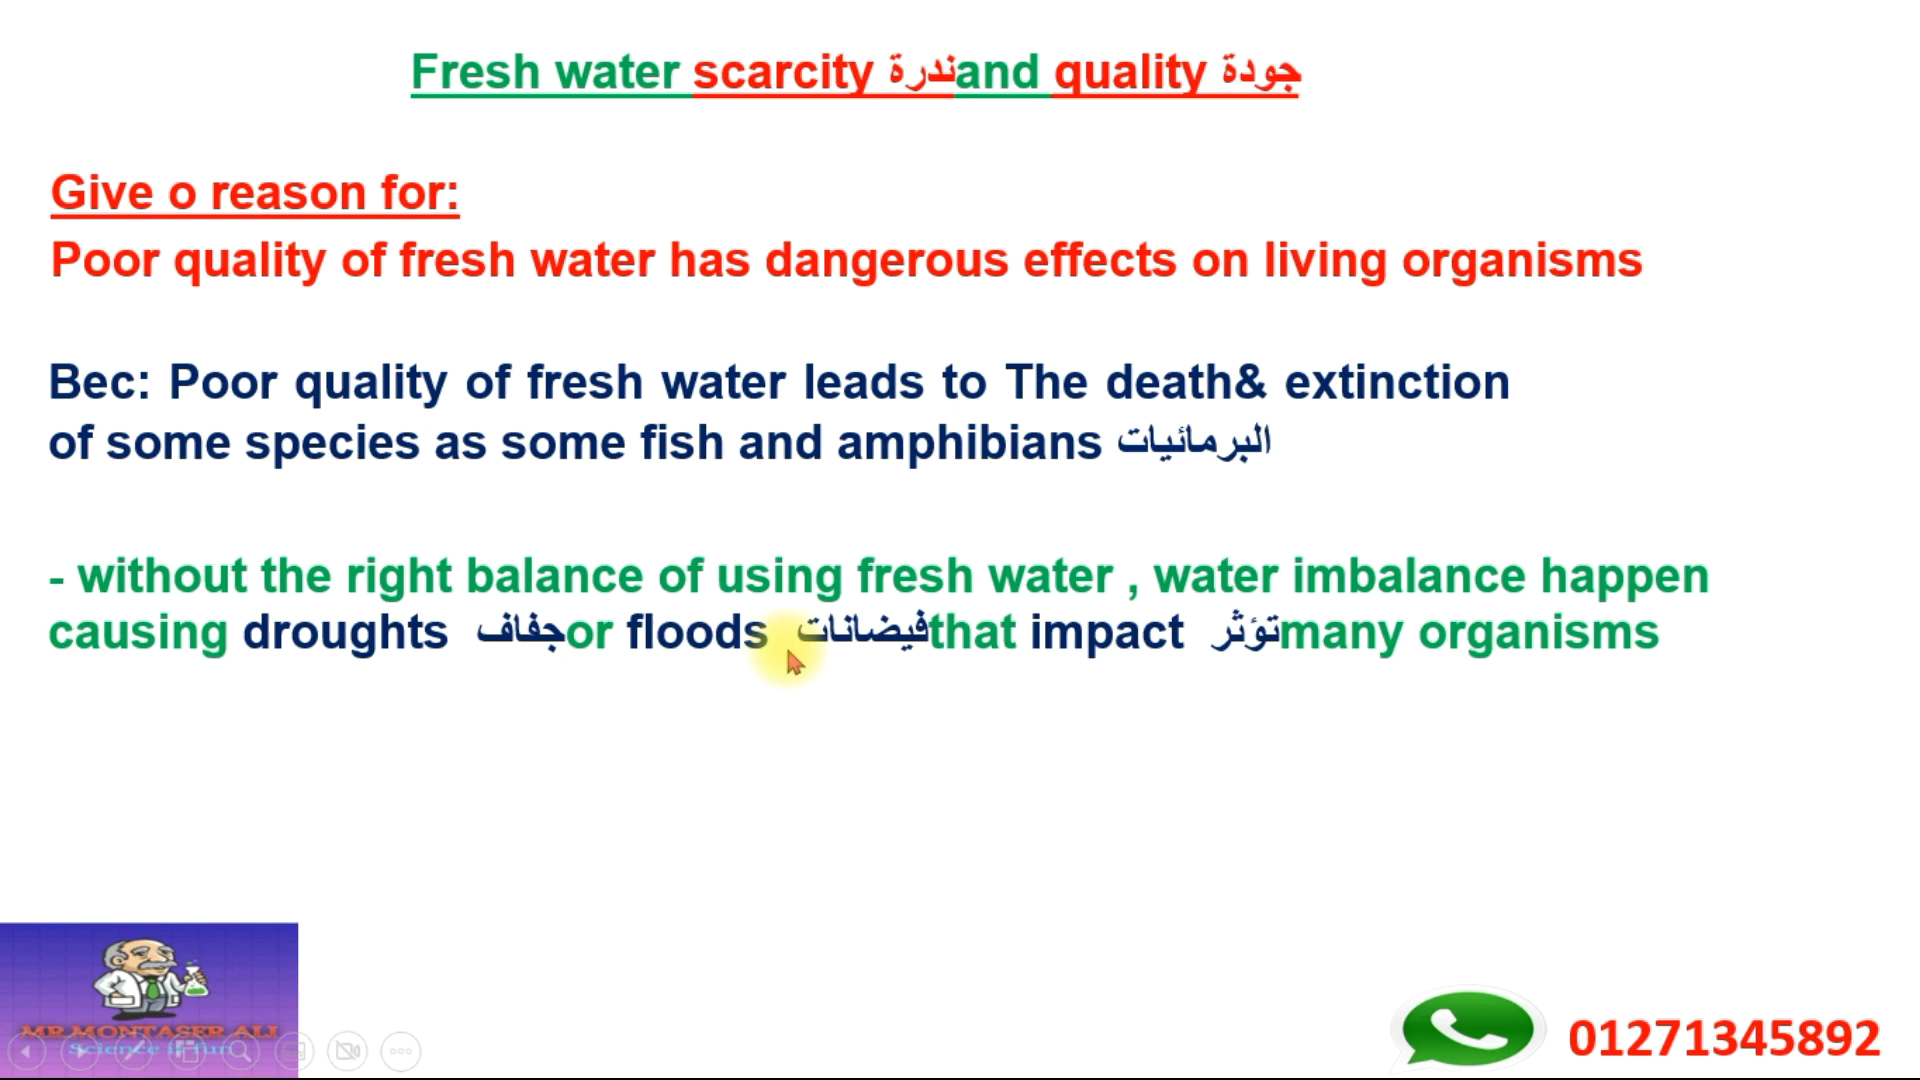 Fresh water scarcity ندرة and quality جودة
Give o reason for:
Poor quality of fresh water has dangerous effects on living organisms
Bec: Poor quality of fresh water leads to The death& extinction
of some species as some fish and amphibians البرمائيات
- without the right balance of using fresh water , water imbalance happen
causing droughts جفاف or floods فيضانات that impact تؤثر many organisms
MR.MONTASER ALI
Science is fun
01271345892